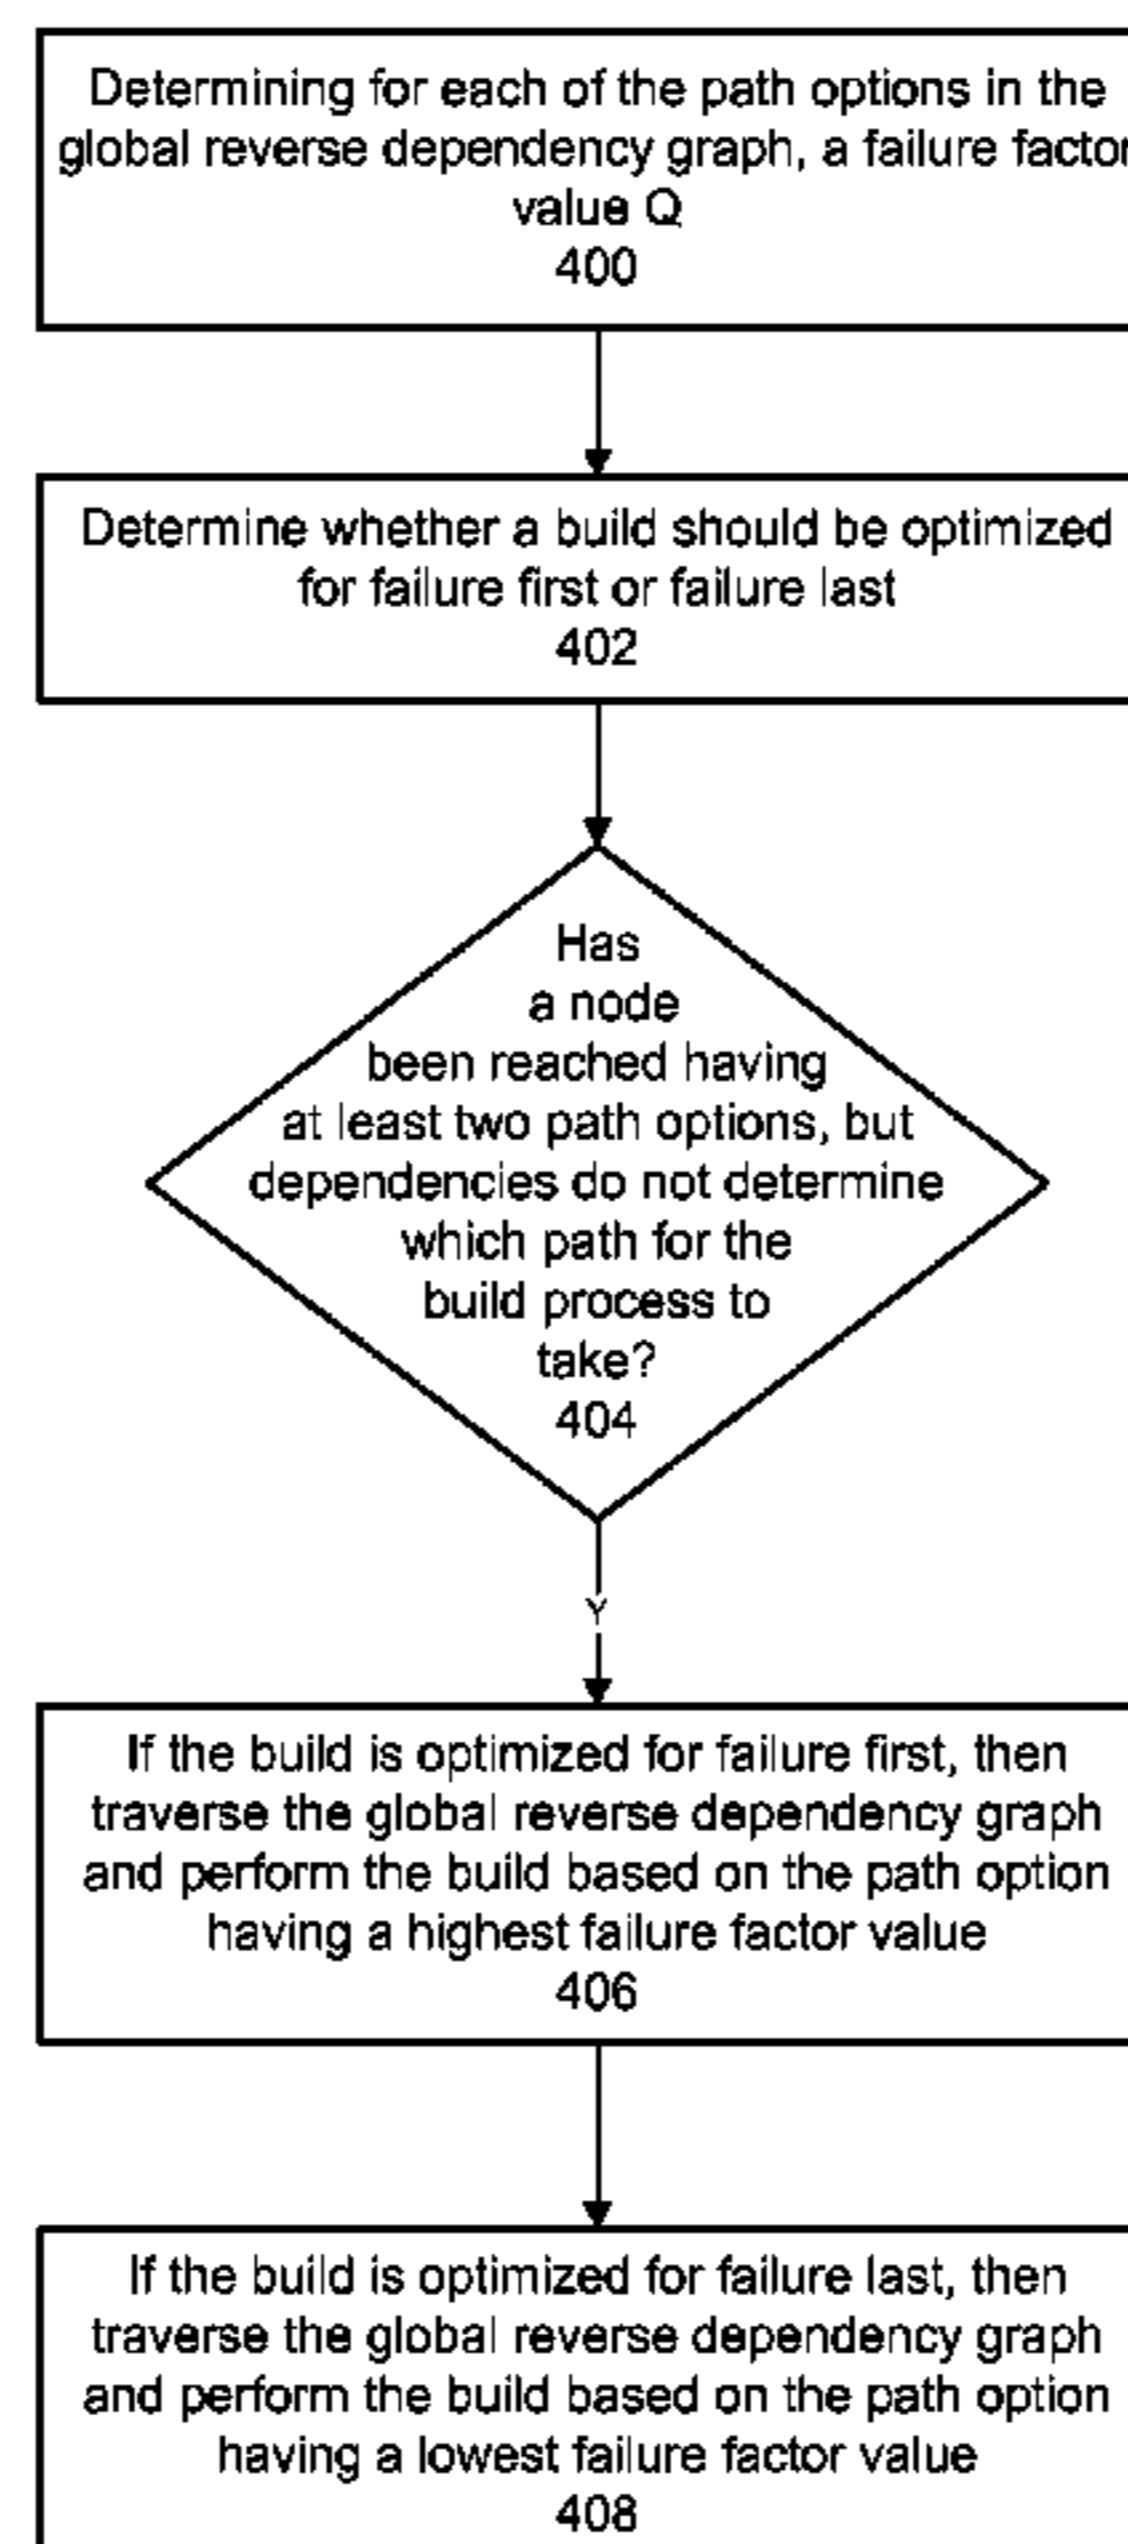 Determining for each of the path options in the
global reverse dependency graph, a failure factor
value Q
400
Determine whether a build should be optimized
for failure first or failure last
402
Has
a node
been reached having
at least two path options, but
dependencies do not determine
which path for the
build process to
take?
404
Y
If the build is optimized for failure first, then
traverse the global reverse dependency graph
and perform the build based on the path option
having a highest failure factor value
406
If the build is optimized for failure last, then
traverse the global reverse dependency graph
and perform the build based on the path option
having a lowest failure factor value
408